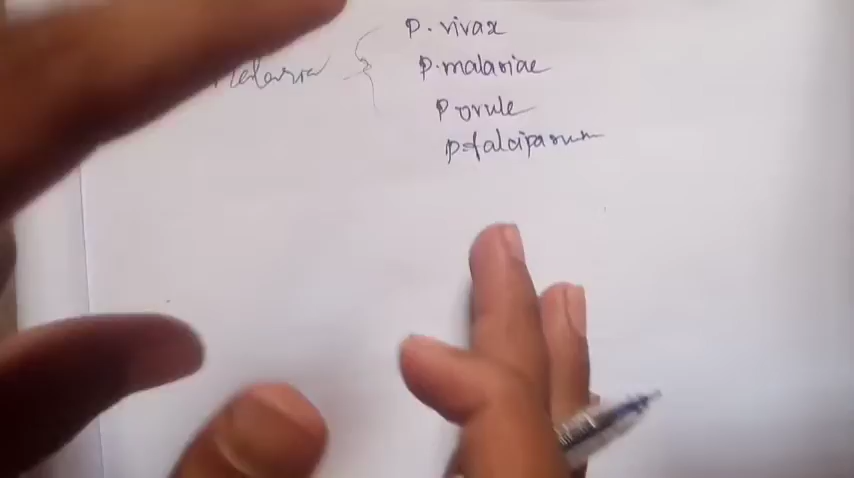 P. vivax
Malaria
P. malariae
P ovule
P. falciparum